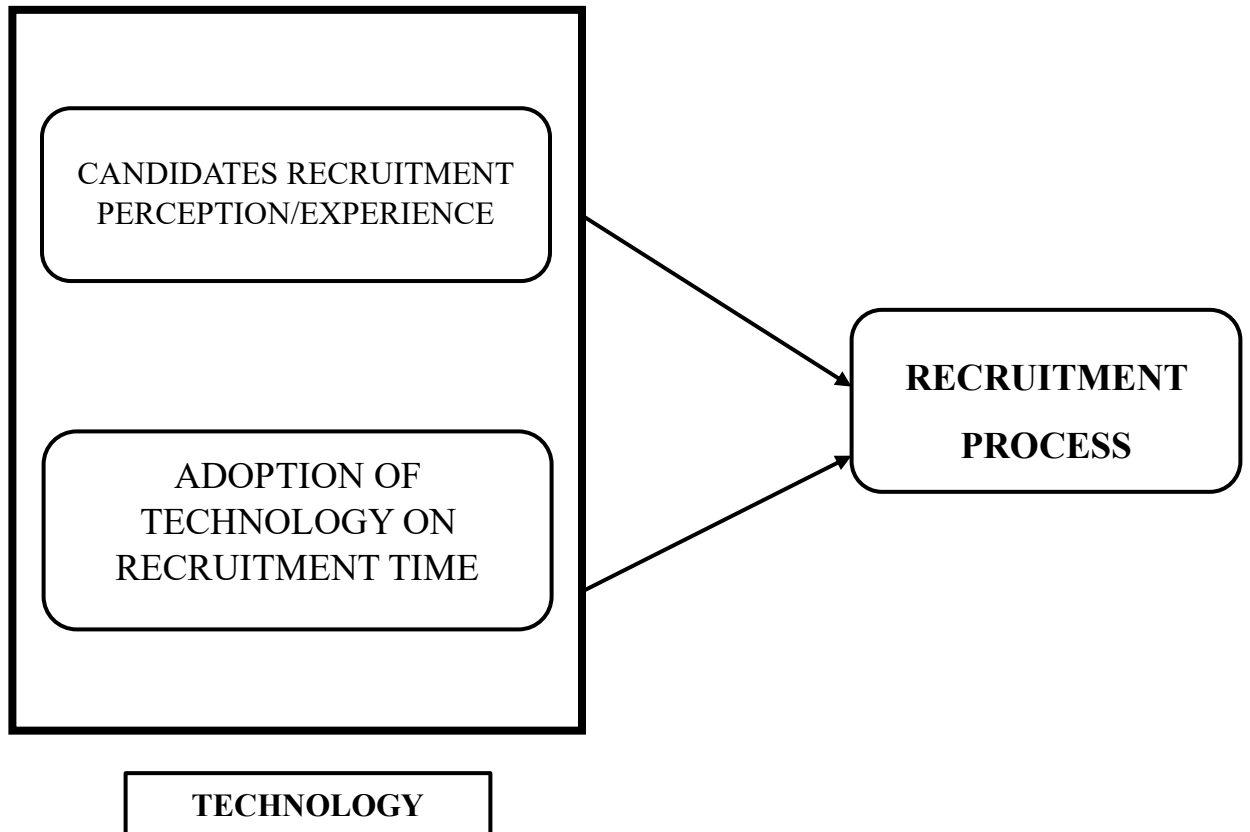 CANDIDATES RECRUITMENT
PERCEPTION/EXPERIENCE
ADOPTION OF
TECHNOLOGY ON
RECRUITMENT TIME
RECRUITMENT
PROCESS
TECHNOLOGY